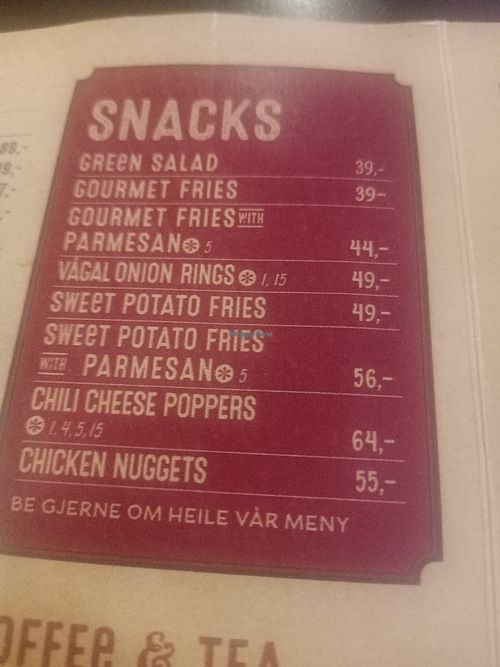 SNACKS
GREEN SALAD 39,-
GOURMET FRIES 39-
GOURMET FRIES WITH
PARMESAN 5 44,-
VÅGAL ONION RINGS 1, 15 49,-
SWEET POTATO FRIES 49,-
SWEET POTATO FRIES
WITH PARMESAN 5 56,-
CHILI CHEESE POPPERS
1, 4, 5, 15 64,-
CHICKEN NUGGETS 55,-
BE GJERNE OM HEILE VÅR MENY
OFFEE & TEA